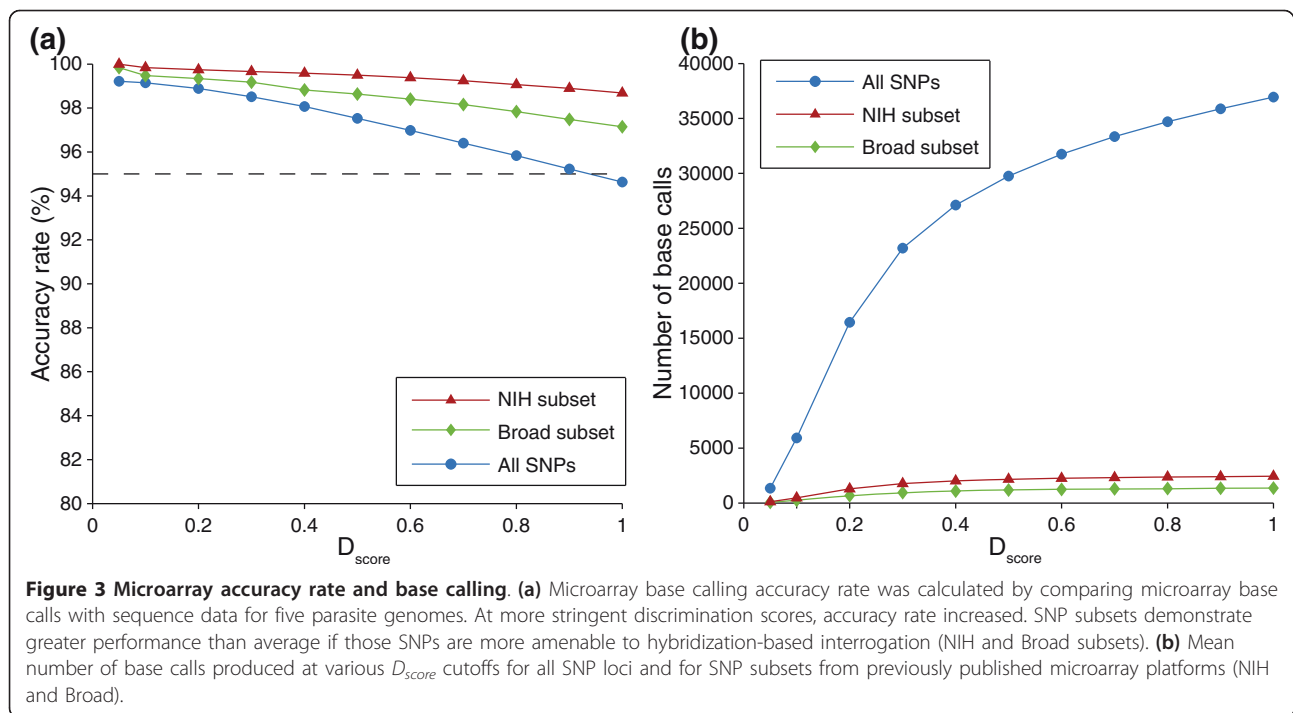 (a)
100
98
96
94
92
90
88
86
84
82
80
Accuracy rate (%)
0
0.2
0.4
0.6
0.8
1
D_score
NIH subset
Broad subset
All SNPs
(b)
40000
35000
30000
25000
20000
15000
10000
5000
0
Number of base calls
0
0.2
0.4
0.6
0.8
1
D_score
All SNPs
NIH subset
Broad subset
Figure 3 Microarray accuracy rate and base calling. (a) Microarray base calling accuracy rate was calculated by comparing microarray base
calls with sequence data for five parasite genomes. At more stringent discrimination scores, accuracy rate increased. SNP subsets demonstrate
greater performance than average if those SNPs are more amenable to hybridization-based interrogation (NIH and Broad subsets). (b) Mean
number of base calls produced at various D_score cutoffs for all SNP loci and for SNP subsets from previously published microarray platforms (NIH
and Broad).